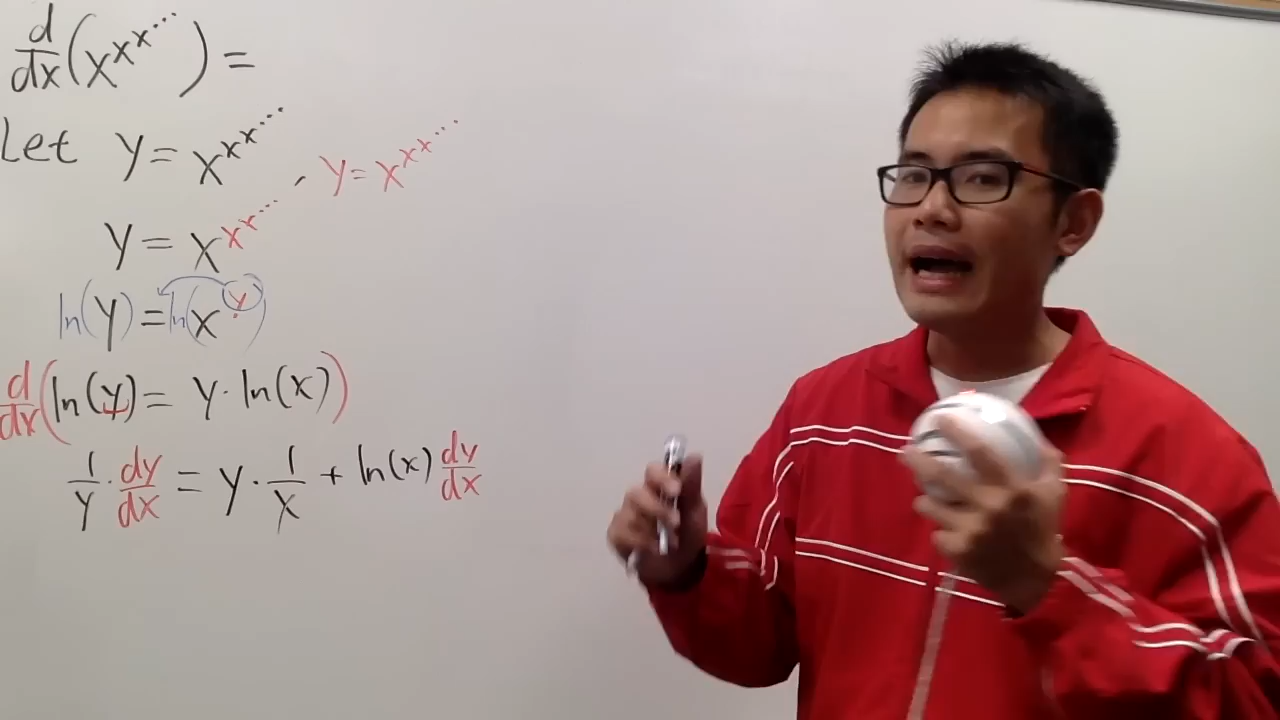 d/dx(x^x^x^⋯) =
Let y = x^x^x^⋯, y = x^x^x^⋯
y = x^x^x^⋯
ln(y) = ln(x^y)
d/dx(ln(y) = y · ln(x))
1/y · dy/dx = y · 1/x + ln(x) dy/dx